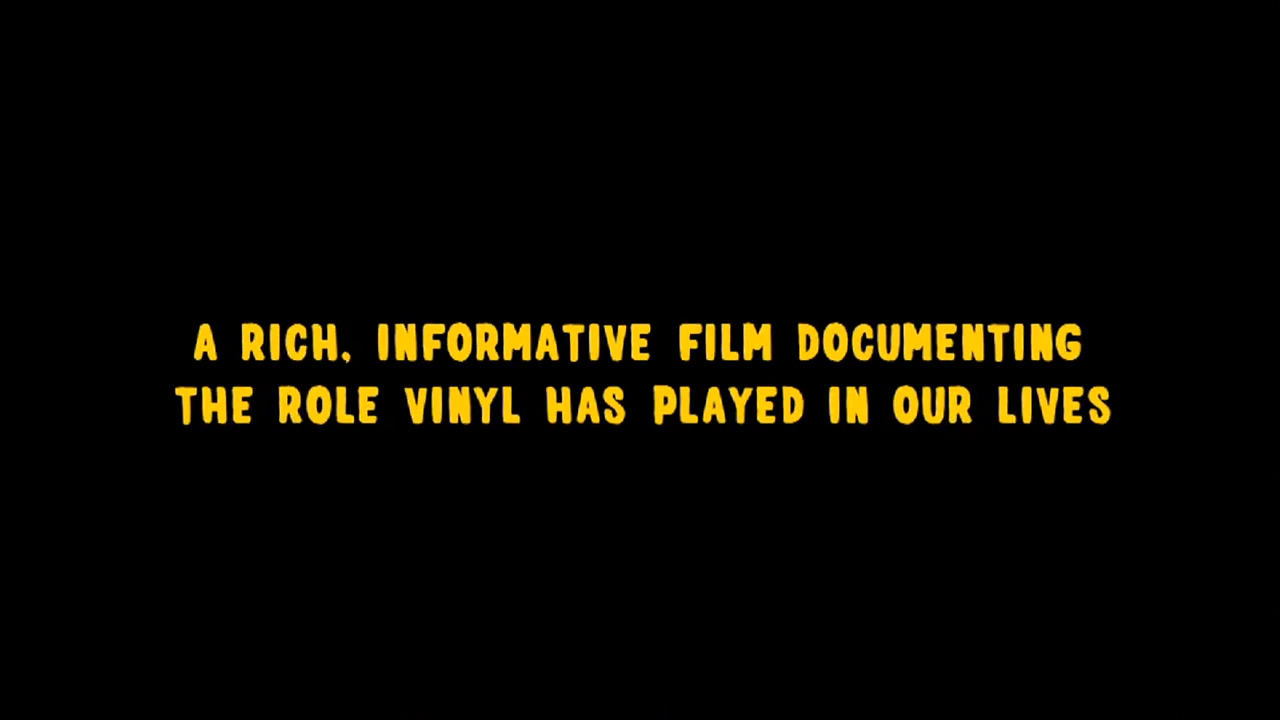 A RICH, INFORMATIVE FILM DOCUMENTING
THE ROLE VINYL HAS PLAYED IN OUR LIVES